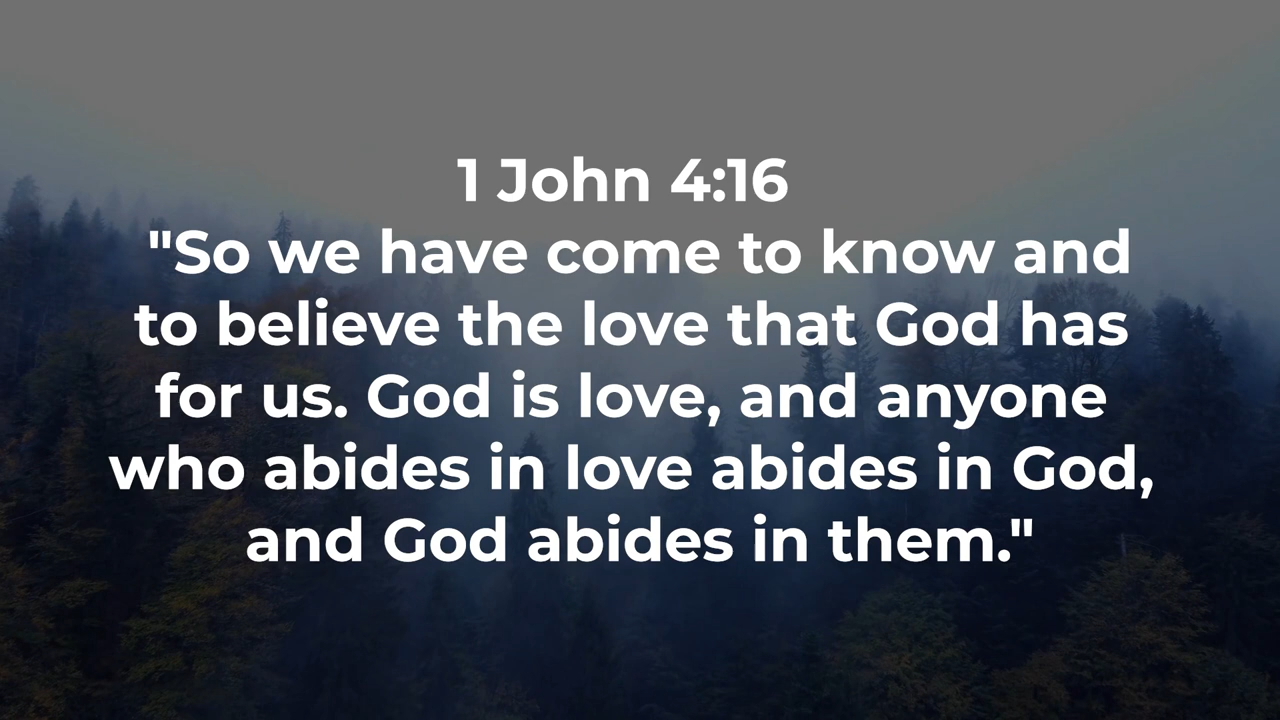 1 John 4:16
"So we have come to know and
to believe the love that God has
for us. God is love, and anyone
who abides in love abides in God,
and God abides in them."